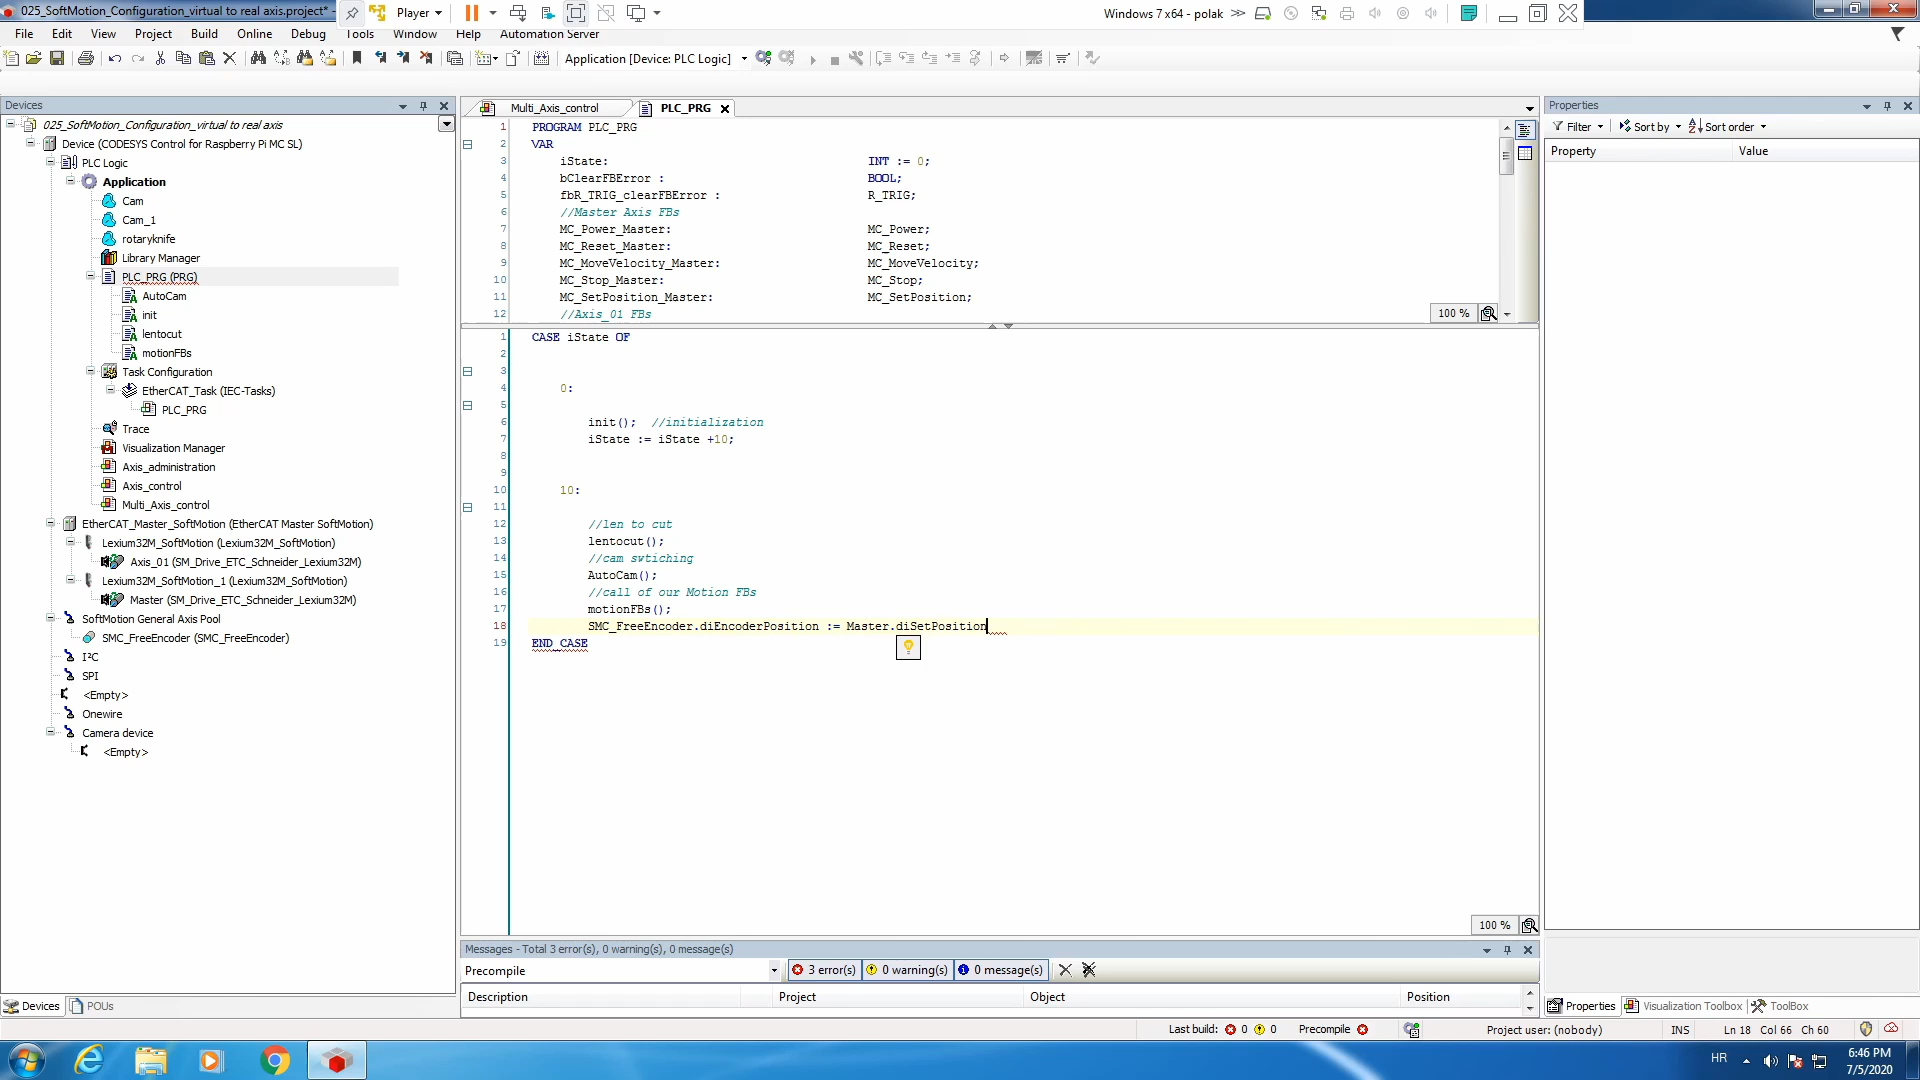 025_SoftMotion_Configuration_virtual to real axis.project* -
Player
Windows 7 x64 - polak
File Edit View Project Build Online Debug Tools Window Help Automation Server
Application [Device: PLC Logic]
Devices
025_SoftMotion_Configuration_virtual to real axis
Device (CODESYS Control for Raspberry Pi MC SL)
PLC Logic
Application
Cam
Cam_1
rotaryknife
Library Manager
PLC_PRG (PRG)
AutoCam
init
lentocut
motionFBs
Task Configuration
EtherCAT_Task (IEC-Tasks)
PLC_PRG
Trace
Visualization Manager
Axis_administration
Axis_control
Multi_Axis_control
EtherCAT_Master_SoftMotion (EtherCAT Master SoftMotion)
Lexium32M_SoftMotion (Lexium32M_SoftMotion)
Axis_01 (SM_Drive_ETC_Schneider_Lexium32M)
Lexium32M_SoftMotion_1 (Lexium32M_SoftMotion)
Master (SM_Drive_ETC_Schneider_Lexium32M)
SoftMotion General Axis Pool
SMC_FreeEncoder (SMC_FreeEncoder)
I²C
SPI
<Empty>
Onewire
Camera device
<Empty>
Devices POUs
Multi_Axis_control PLC_PRG
1 PROGRAM PLC_PRG
2 VAR
3 iState: INT := 0;
4 bClearFBError : BOOL;
5 fbR_TRIG_clearFBError : R_TRIG;
6 //Master Axis FBs
7 MC_Power_Master: MC_Power;
8 MC_Reset_Master: MC_Reset;
9 MC_MoveVelocity_Master: MC_MoveVelocity;
10 MC_Stop_Master: MC_Stop;
11 MC_SetPosition_Master: MC_SetPosition;
12 //Axis_01 FBs
100 %
1 CASE iState OF
2
3
4 0:
5
6 init(); //initialization
7 iState := iState +10;
8
9
10 10:
11
12 //len to cut
13 lentocut();
14 //cam svtiching
15 AutoCam();
16 //call of our Motion FBs
17 motionFBs();
18 SMC_FreeEncoder.diEncoderPosition := Master.diSetPosition
19 END_CASE
100 %
Messages - Total 3 error(s), 0 warning(s), 0 message(s)
Precompile 3 error(s) 0 warning(s) 0 message(s)
Description Project Object Position
Properties
Filter Sort by Sort order
Property Value
Properties Visualization Toolbox ToolBox
Last build: 0 0 Precompile Project user: (nobody) INS Ln 18 Col 66 Ch 60
HR 6:46 PM
7/5/2020